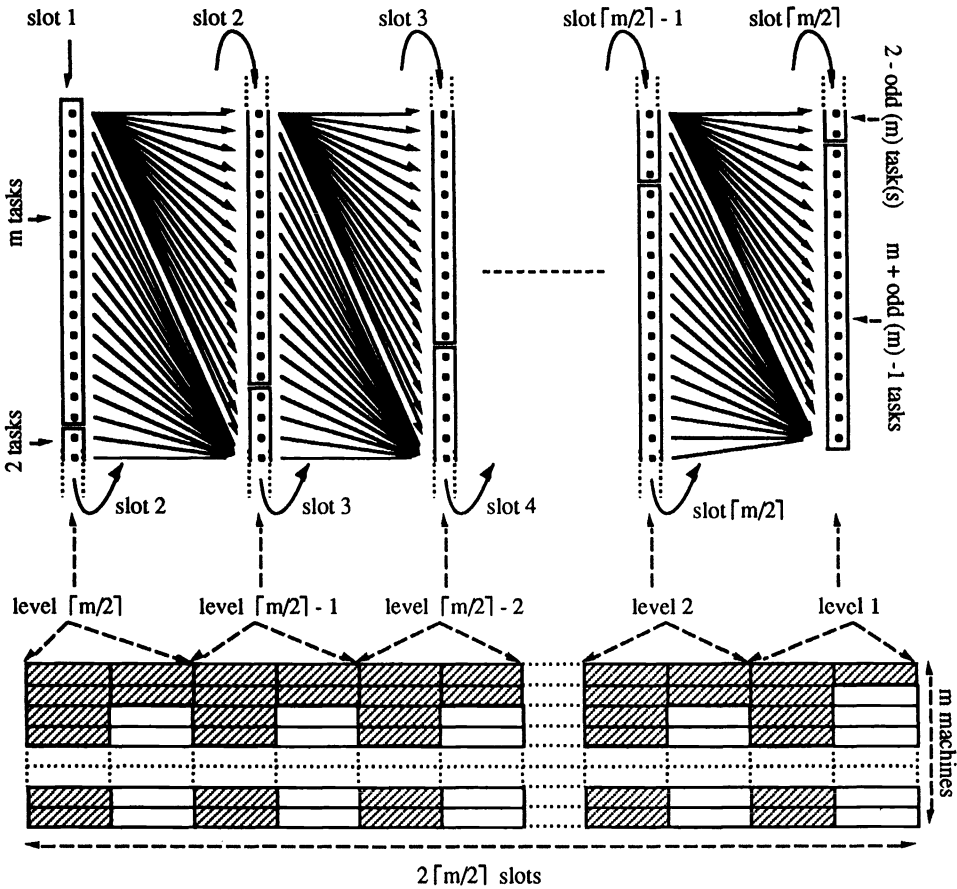 slot 1
slot 2
slot 3
slot⌈m/2⌉ - 1
slot⌈m/2⌉
2 - odd (m) task(s)
m tasks
m + odd (m) - 1 tasks
2 tasks
slot 2
slot 3
slot 4
slot⌈m/2⌉
level ⌈m/2⌉
level ⌈m/2⌉ - 1
level ⌈m/2⌉ - 2
level 2
level 1
m machines
2⌈m/2⌉ slots